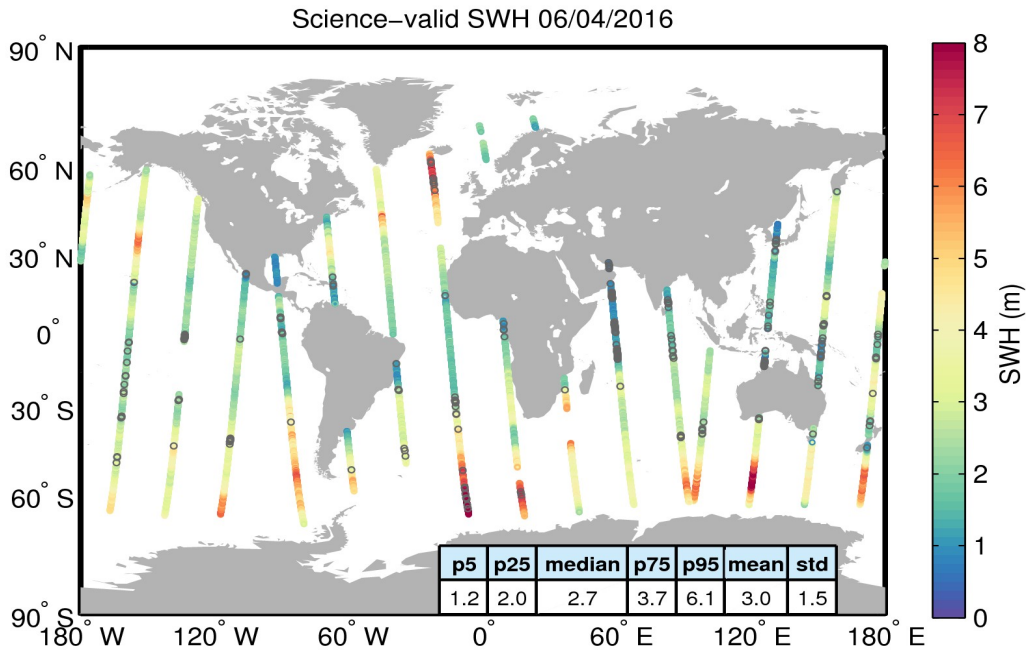 Science−valid SWH 06/04/2016
90° N
60° N
30° N
0°
30° S
60° S
90° S
180° W
120° W
60° W
0°
60° E
120° E
180° E
p5 p25 median p75 p95 mean std
1.2 2.0 2.7 3.7 6.1 3.0 1.5
8
7
6
5
4
3
2
1
0
SWH (m)